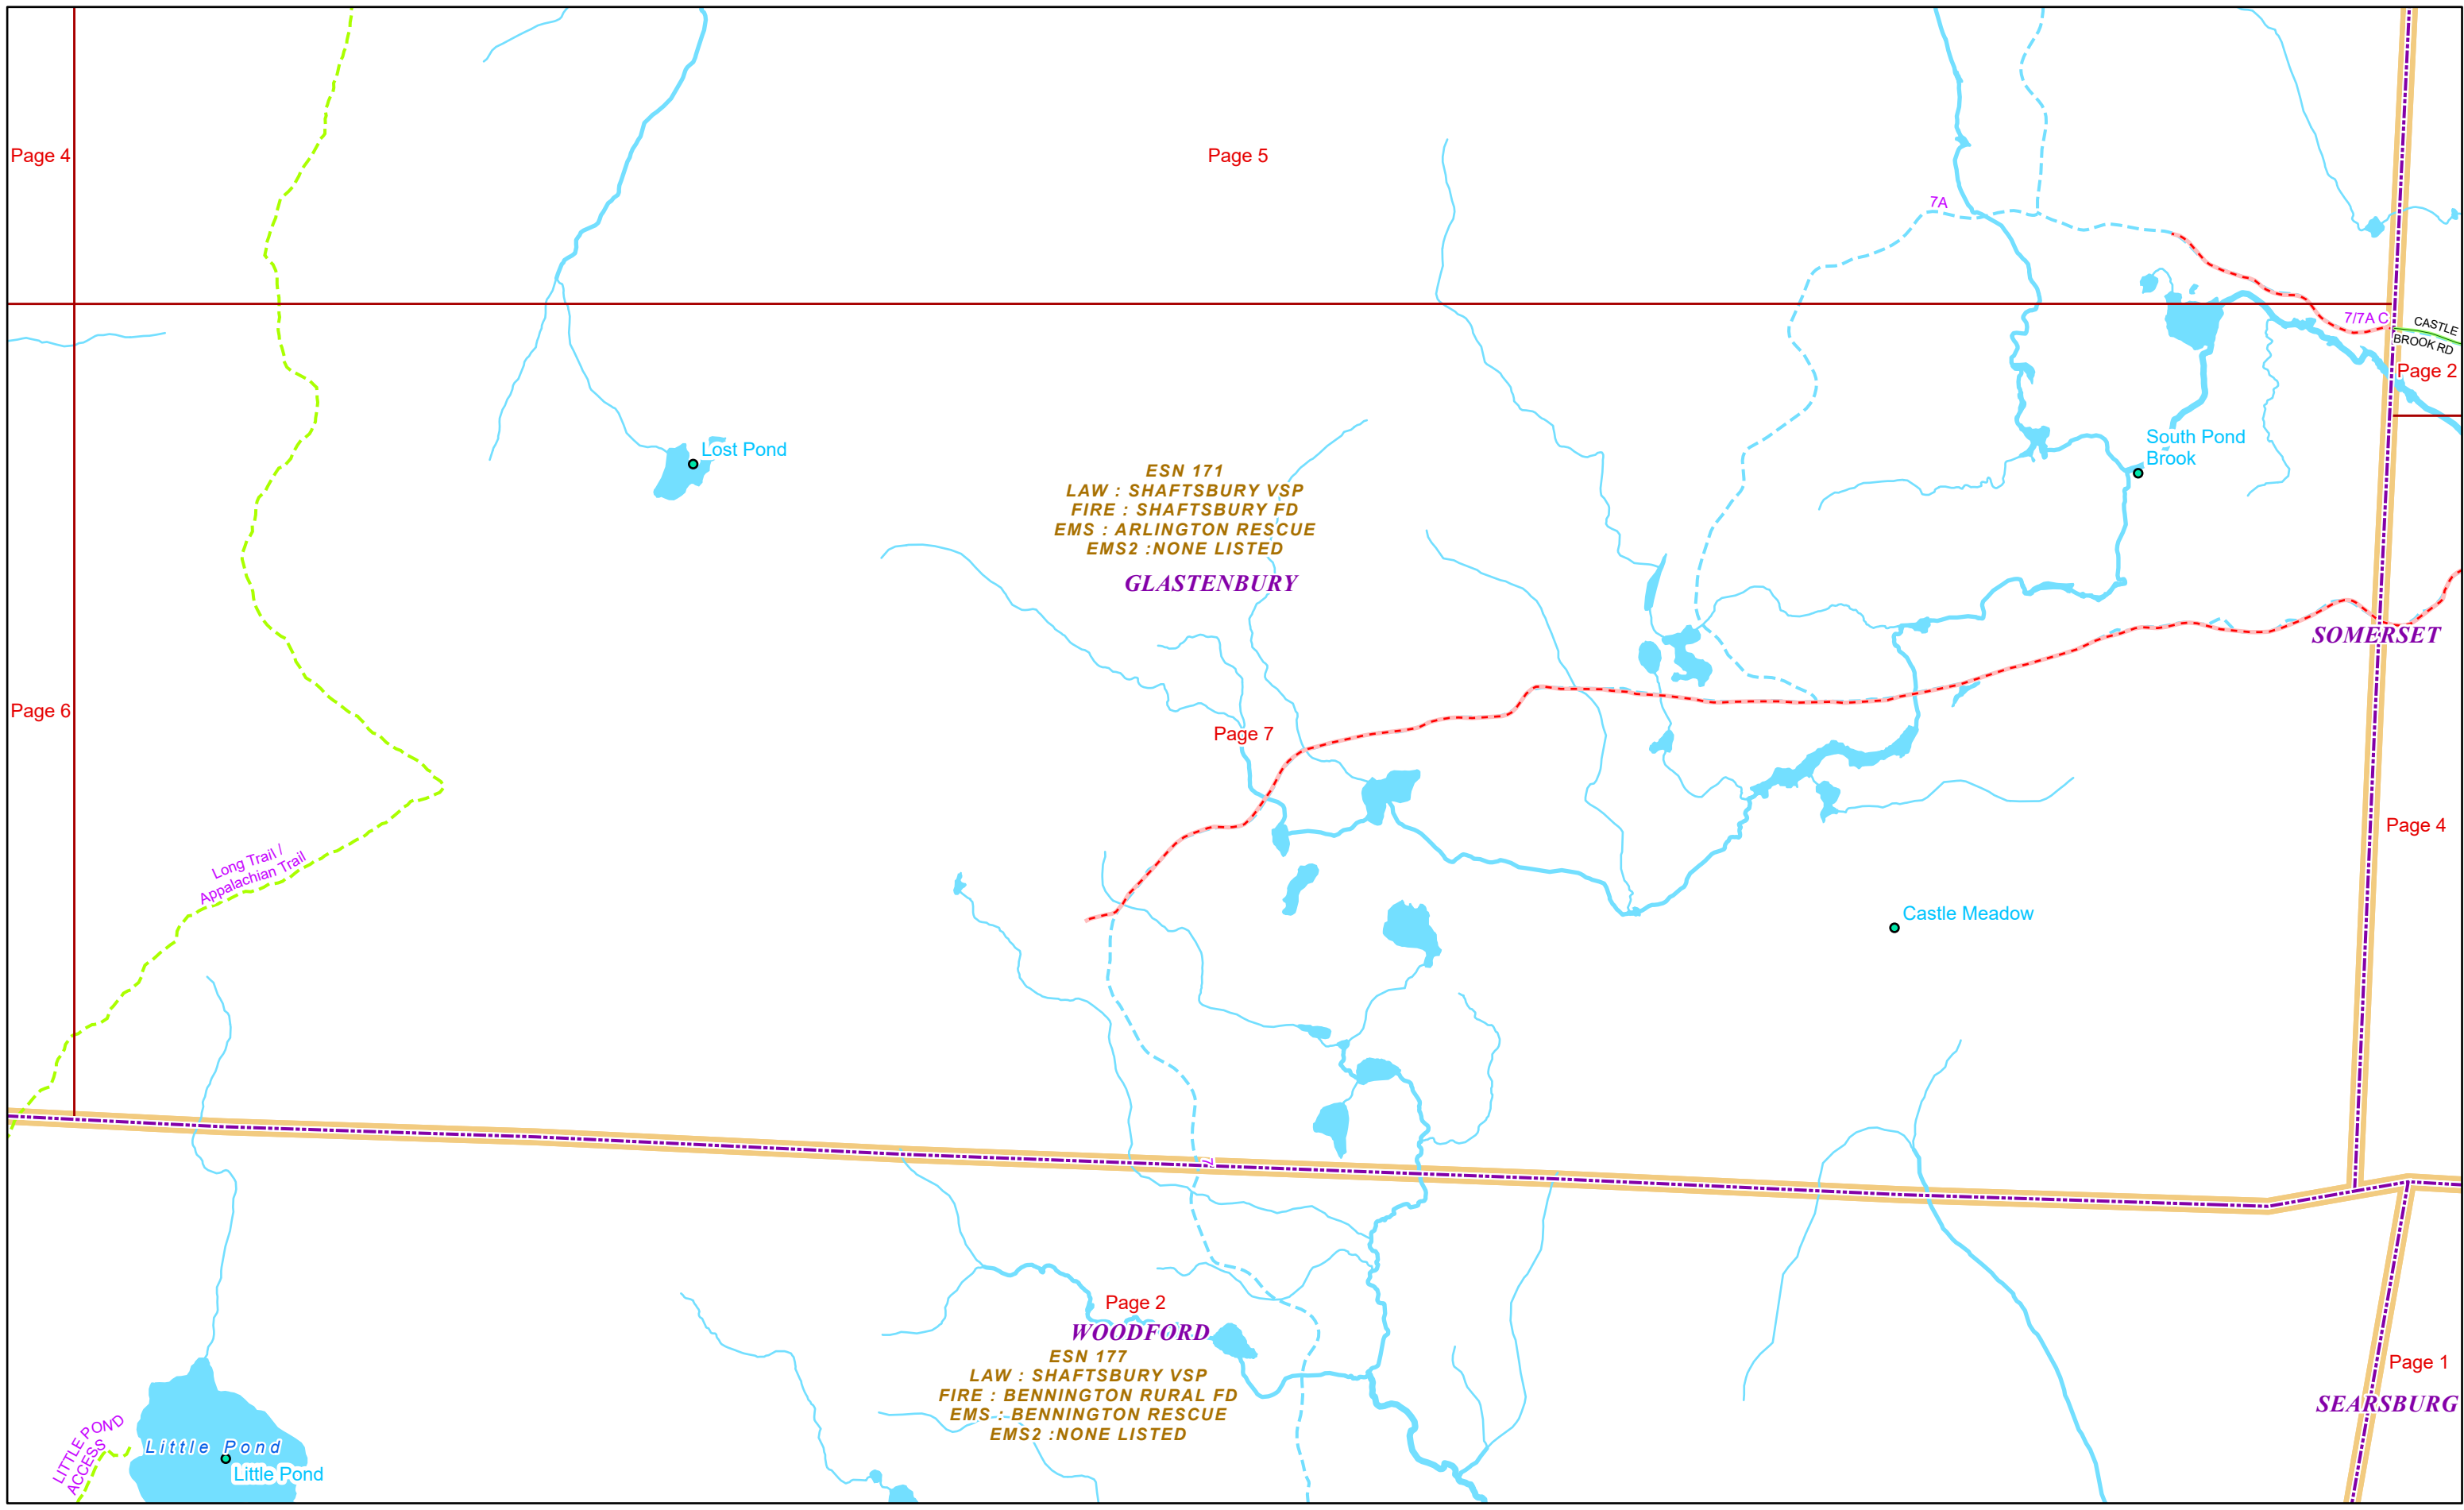 Page 4
Page 5
7A
7/7A C
CASTLE
BROOK RD
Page 2
Lost Pond
South Pond
Brook
ESN 171
LAW : SHAFTSBURY VSP
FIRE : SHAFTSBURY FD
EMS : ARLINGTON RESCUE
EMS2 :NONE LISTED
GLASTENBURY
SOMERSET
Page 6
Page 7
Page 4
Long Trail /
Appalachian Trail
Castle Meadow
7
Page 2
WOODFORD
ESN 177
LAW : SHAFTSBURY VSP
FIRE : BENNINGTON RURAL FD
EMS : BENNINGTON RESCUE
EMS2 :NONE LISTED
Page 1
SEARSBURG
LITTLE POND
ACCESS
Little Pond
Little Pond